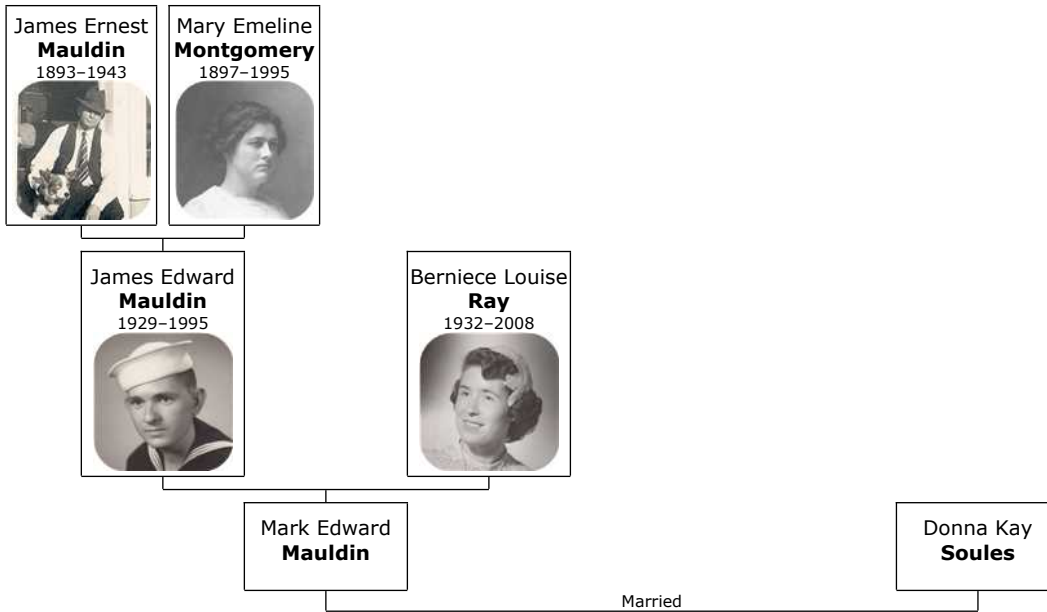 James Ernest
Mauldin
1893–1943
Mary Emeline
Montgomery
1897–1995
James Edward
Mauldin
1929–1995
Berniece Louise
Ray
1932–2008
Mark Edward
Mauldin
Donna Kay
Soules
Married